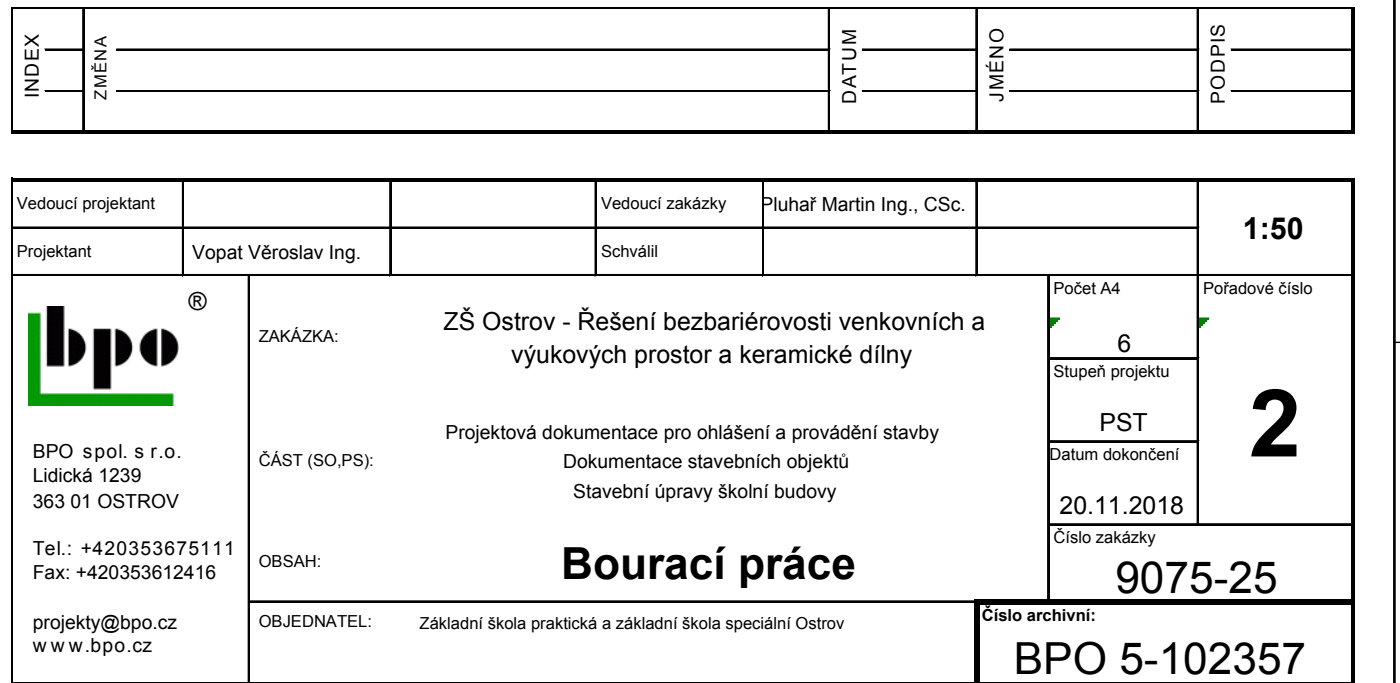 INDEX
ZMĚNA
DATUM
JMÉNO
PODPIS
Vedoucí projektant
Vedoucí zakázky
Pluhař Martin Ing., CSc.
1:50
Projektant
Vopat Věroslav Ing.
Schválil
bpo ®
ZAKÁZKA:
ZŠ Ostrov - Řešení bezbariérovosti venkovních a
výukových prostor a keramické dílny
Počet A4
6
Pořadové číslo
2
Stupeň projektu
PST
Datum dokončení
20.11.2018
BPO spol. s r.o.
Lidická 1239
363 01 OSTROV
ČÁST (SO,PS):
Projektová dokumentace pro ohlášení a provádění stavby
Dokumentace stavebních objektů
Stavební úpravy školní budovy
Tel.: +420353675111
Fax: +420353612416
OBSAH:
Bourací práce
Číslo zakázky
9075-25
projekty@bpo.cz
www.bpo.cz
OBJEDNATEL:
Základní škola praktická a základní škola speciální Ostrov
Číslo archivní:
BPO 5-102357